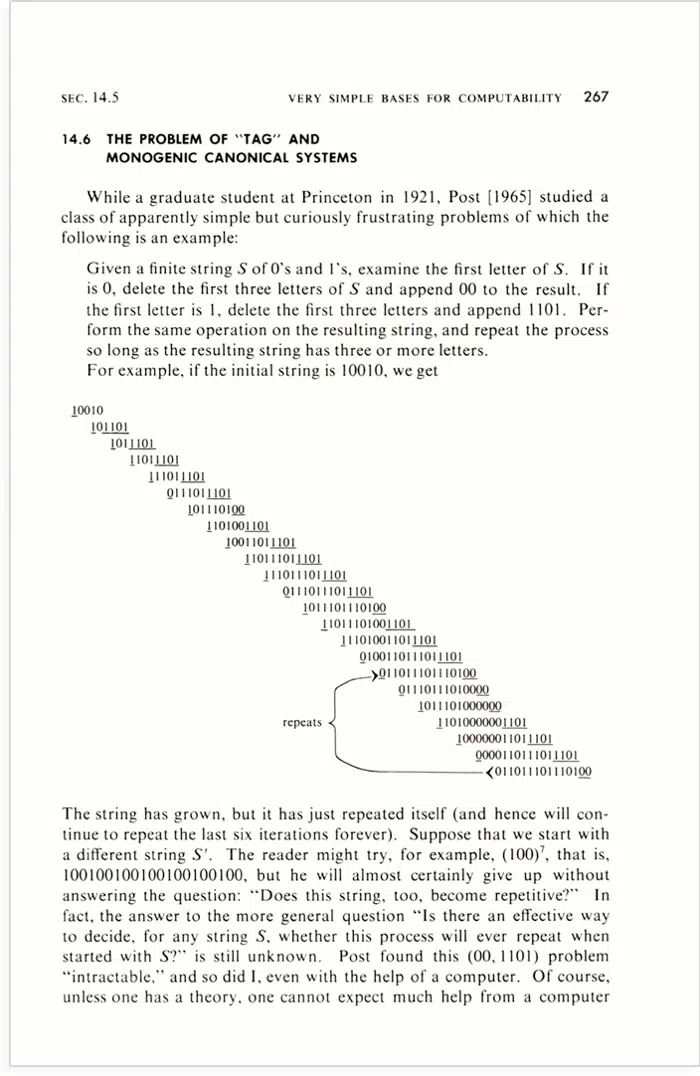 SEC. 14.5 VERY SIMPLE BASES FOR COMPUTABILITY 267
14.6 THE PROBLEM OF "TAG" AND
MONOGENIC CANONICAL SYSTEMS
While a graduate student at Princeton in 1921, Post [1965] studied a
class of apparently simple but curiously frustrating problems of which the
following is an example:
Given a finite string S of 0's and 1's, examine the first letter of S. If it
is 0, delete the first three letters of S and append 00 to the result. If
the first letter is 1, delete the first three letters and append 1101. Per-
form the same operation on the resulting string, and repeat the process
so long as the resulting string has three or more letters.
For example, if the initial string is 10010, we get
10010
101101
1011101
11011101
111011101
0111011101
101110100
1101001101
10011011101
110111011101
1110111011101
01110111011101
1011101110100
11011101001101
111010011011101
0100110111011101
011011101110100
01110111010000
1011101000000
11010000001101
100000011011101
0000110111011101
repeats
011011101110100
The string has grown, but it has just repeated itself (and hence will con-
tinue to repeat the last six iterations forever). Suppose that we start with
a different string S′. The reader might try, for example, (100)⁷, that is,
100100100100100100100, but he will almost certainly give up without
answering the question: "Does this string, too, become repetitive?" In
fact, the answer to the more general question "Is there an effective way
to decide, for any string S, whether this process will ever repeat when
started with S?" is still unknown. Post found this (00, 1101) problem
"intractable," and so did I, even with the help of a computer. Of course,
unless one has a theory, one cannot expect much help from a computer